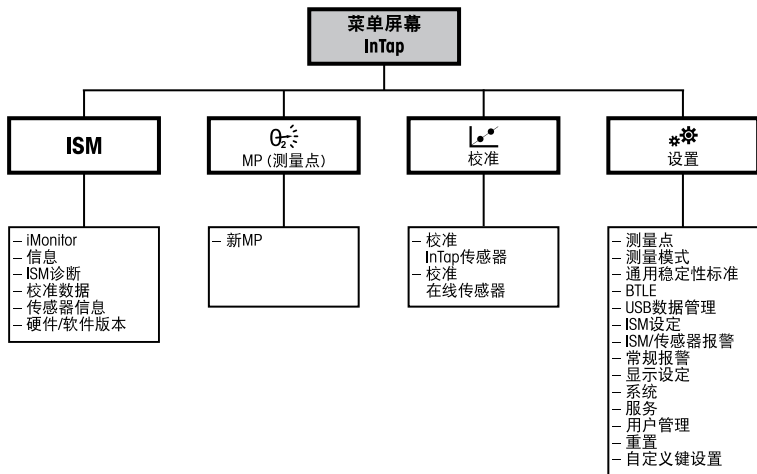 菜单屏幕
InTap
ISM
O₂
MP (测量点)
校准
设置
– iMonitor
– 信息
– ISM诊断
– 校准数据
– 传感器信息
– 硬件/软件版本
– 新MP
– 校准
InTap传感器
– 校准
在线传感器
– 测量点
– 测量模式
– 通用稳定性标准
– BTLE
– USB数据管理
– ISM设定
– ISM/传感器报警
– 常规报警
– 显示设定
– 系统
– 服务
– 用户管理
– 重置
– 自定义键设置